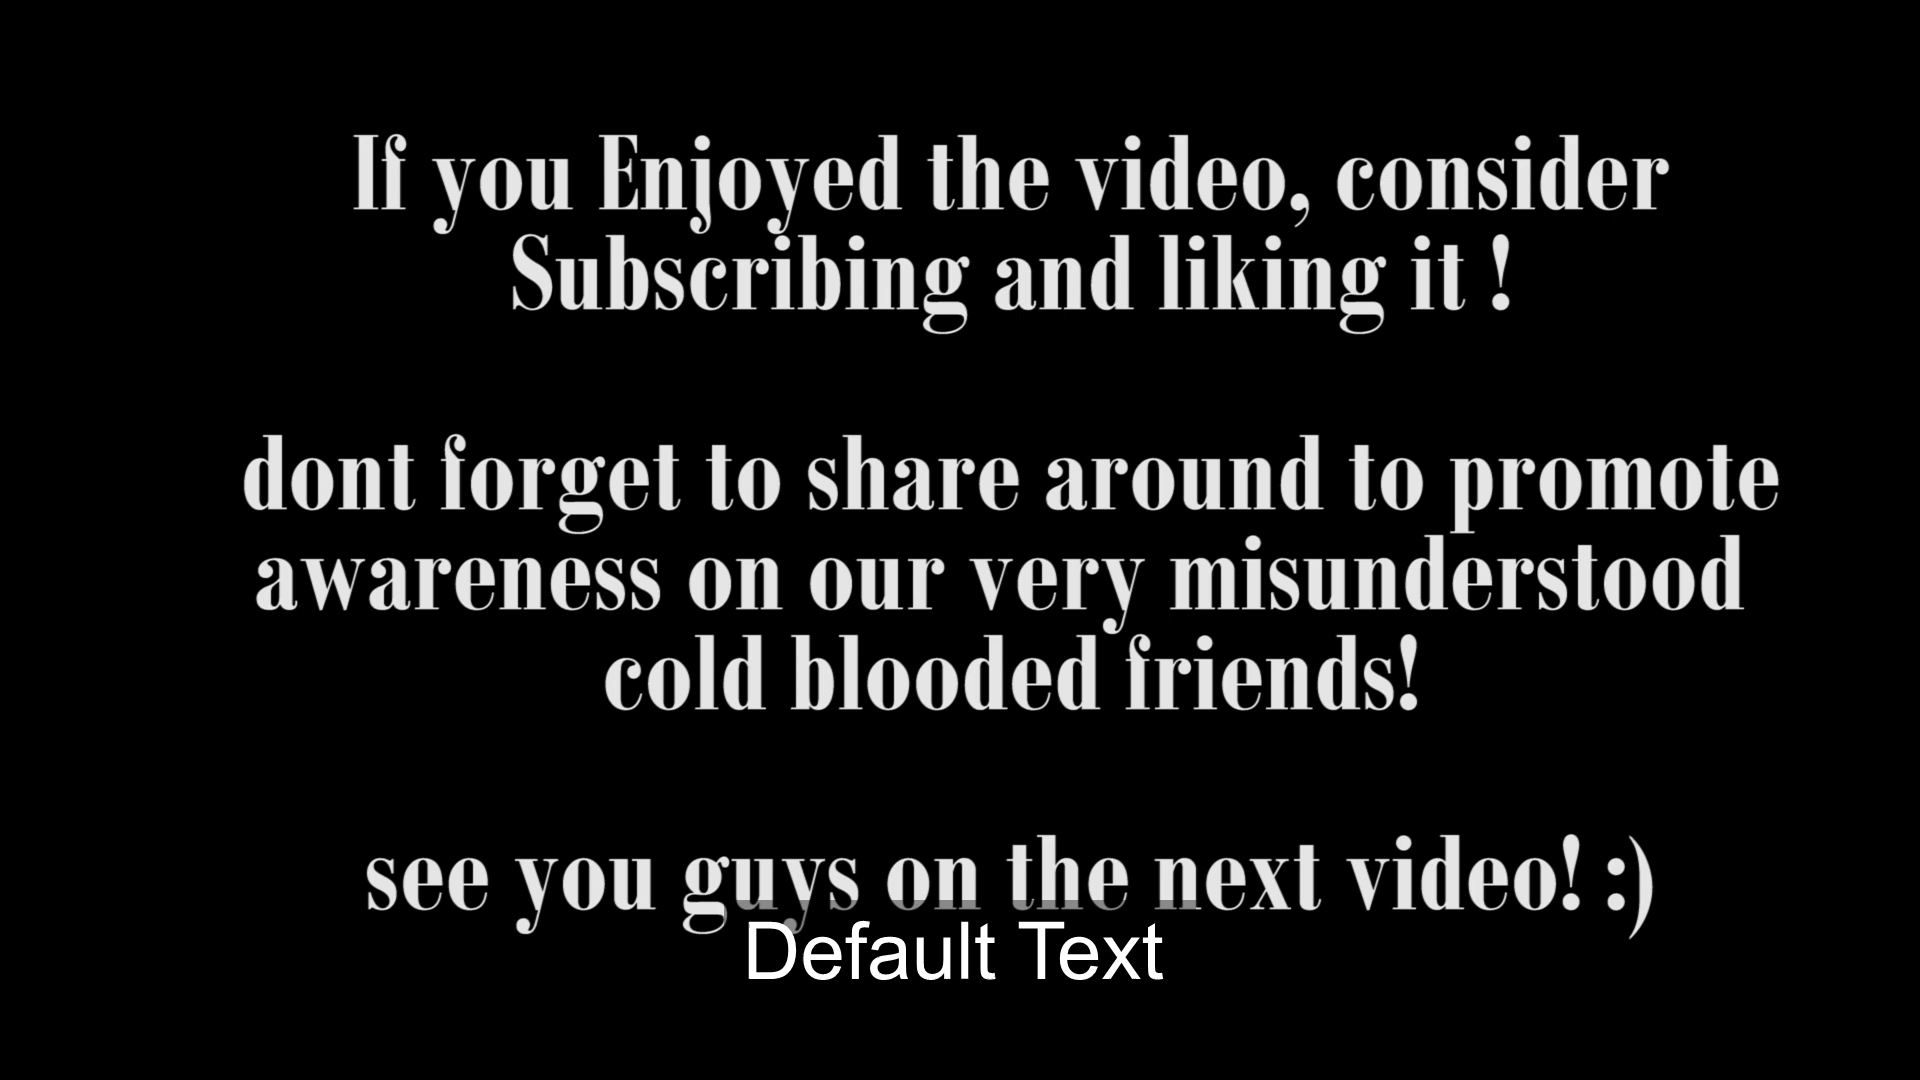 If you Enjoyed the video, consider
Subscribing and liking it !
dont forget to share around to promote
awareness on our very misunderstood
cold blooded friends!
see you guys on the next video! :)
Default Text